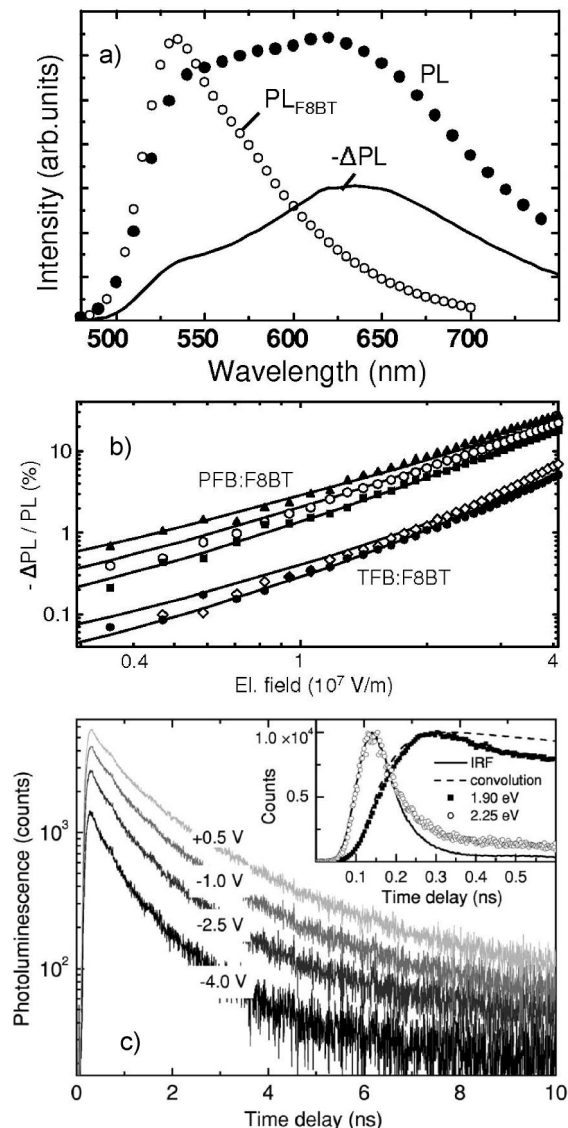 a)
PL
PL_F8BT
-ΔPL
Intensity (arb.units)
500 550 600 650 700
Wavelength (nm)
b)
PFB:F8BT
TFB:F8BT
- ΔPL / PL (%)
10
1
0.1
0.4 1 4
El. field (10^7 V/m)
c)
Photoluminescence (counts)
10^3
10^2
+0.5 V
-1.0 V
-2.5 V
-4.0 V
0 2 4 6 8 10
Time delay (ns)
1.0 x10^4
0.5
Counts
IRF
convolution
1.90 eV
2.25 eV
0.1 0.2 0.3 0.4 0.5
Time delay (ns)